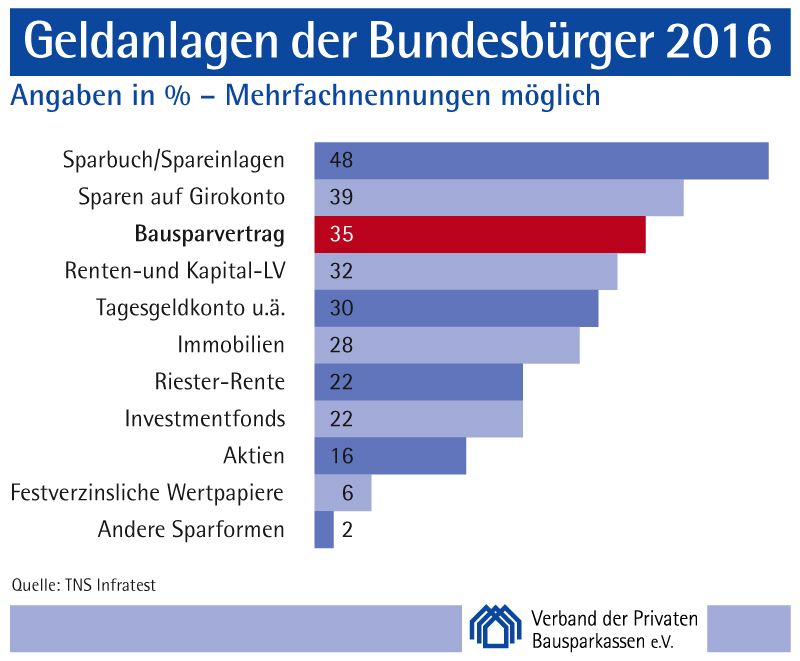 Geldanlagen der Bundesbürger 2016
Angaben in % – Mehrfachnennungen möglich
Sparbuch/Spareinlagen 48
Sparen auf Girokonto 39
Bausparvertrag 35
Renten-und Kapital-LV 32
Tagesgeldkonto u.ä. 30
Immobilien 28
Riester-Rente 22
Investmentfonds 22
Aktien 16
Festverzinsliche Wertpapiere 6
Andere Sparformen 2
Quelle: TNS Infratest
Verband der Privaten
Bausparkassen e.V.